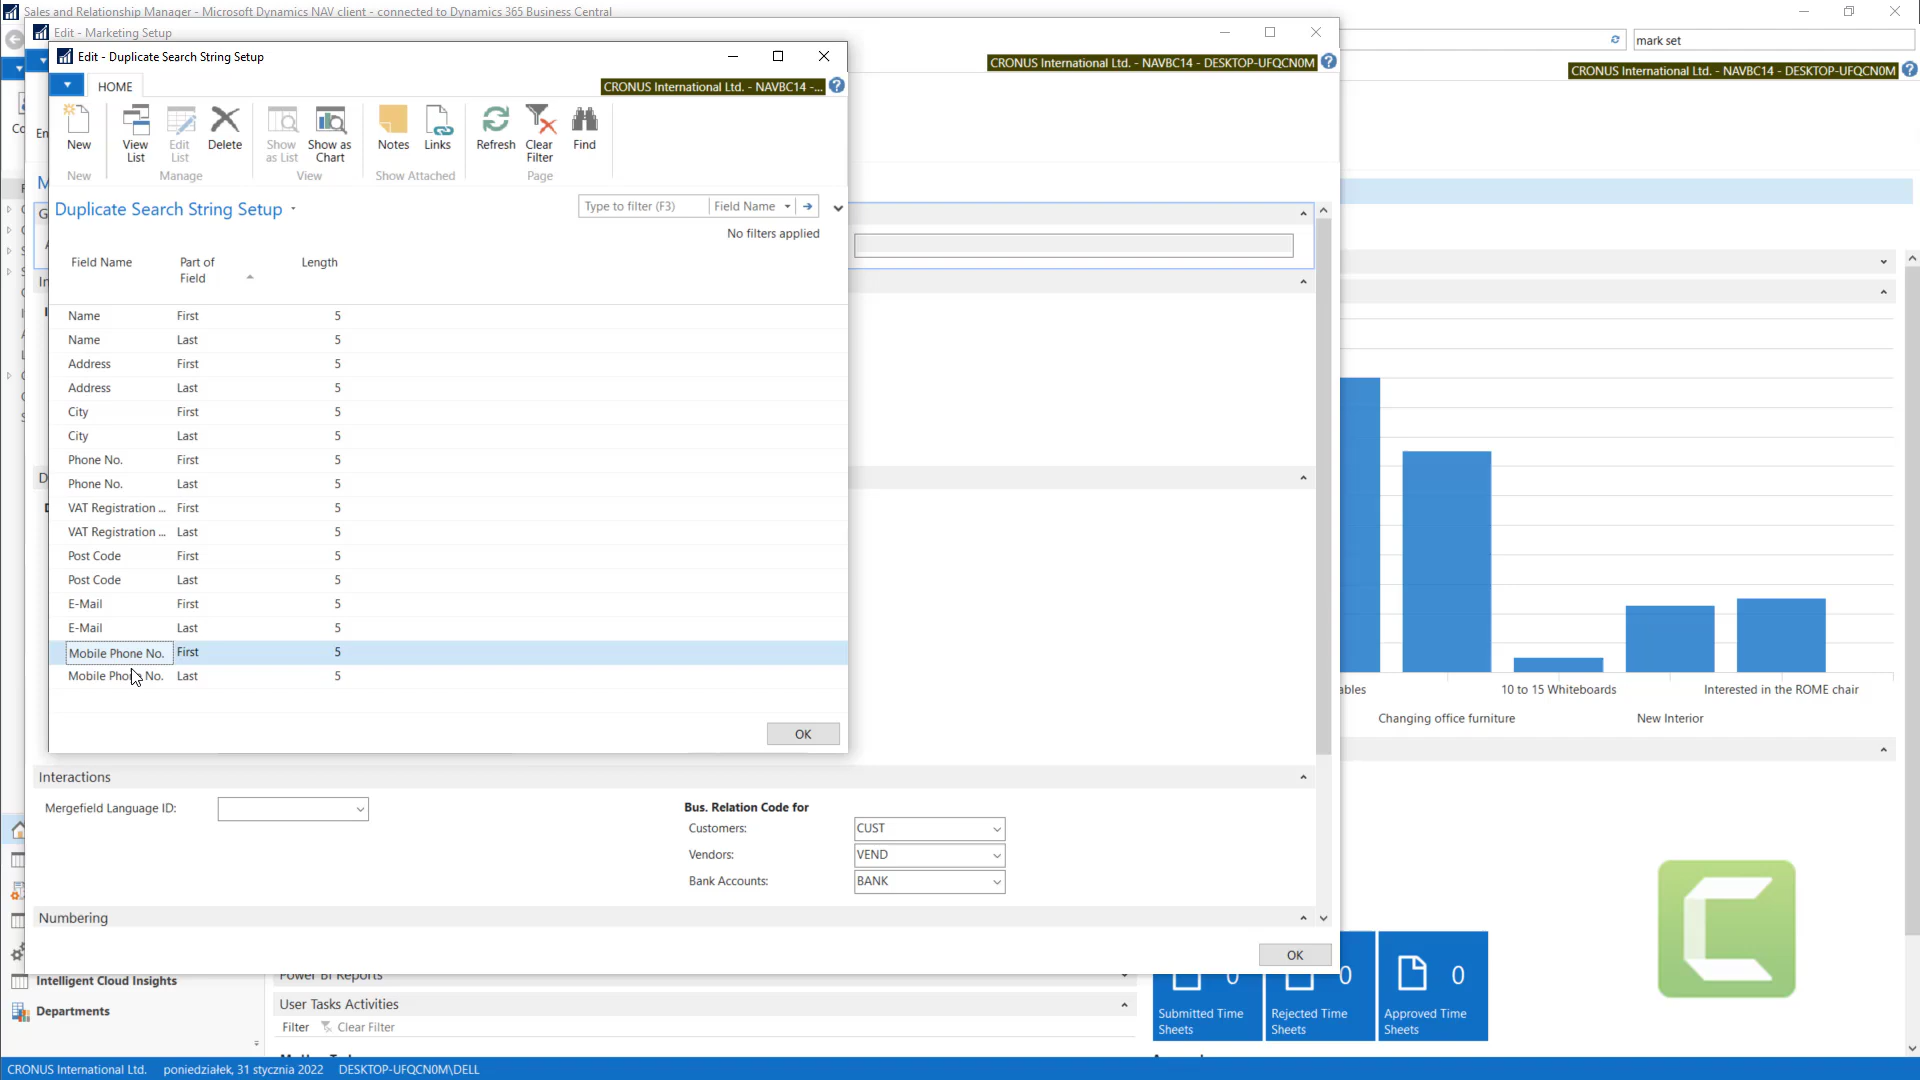 Sales and Relationship Manager - Microsoft Dynamics NAV client - connected to Dynamics 365 Business Central
Edit - Marketing Setup
mark set
CRONUS International Ltd. - NAVBC14 - DESKTOP-UFQCN0M
CRONUS International Ltd. - NAVBC14 - DESKTOP-UFQCN0M
Edit - Duplicate Search String Setup
HOME
CRONUS International Ltd. - NAVBC14 -...
New
View List
Edit List
Delete
Show as List
Show as Chart
Notes
Links
Refresh
Clear Filter
Find
New
Manage
View
Show Attached
Page
Duplicate Search String Setup
Type to filter (F3)
Field Name
No filters applied
Field Name
Part of Field
Length
Name First 5
Name Last 5
Address First 5
Address Last 5
City First 5
City Last 5
Phone No. First 5
Phone No. Last 5
VAT Registration ... First 5
VAT Registration ... Last 5
Post Code First 5
Post Code Last 5
E-Mail First 5
E-Mail Last 5
Mobile Phone No. First 5
Mobile Phone No. Last 5
OK
Interactions
Mergefield Language ID:
Bus. Relation Code for
Customers: CUST
Vendors: VEND
Bank Accounts: BANK
Numbering
OK
10 to 15 Whiteboards
Interested in the ROME chair
Changing office furniture
New Interior
Intelligent Cloud Insights
Departments
Power BI Reports
User Tasks Activities
Filter
Clear Filter
0
0
0
Submitted Time Sheets
Rejected Time Sheets
Approved Time Sheets
CRONUS International Ltd.
poniedziałek, 31 stycznia 2022
DESKTOP-UFQCN0M\DELL